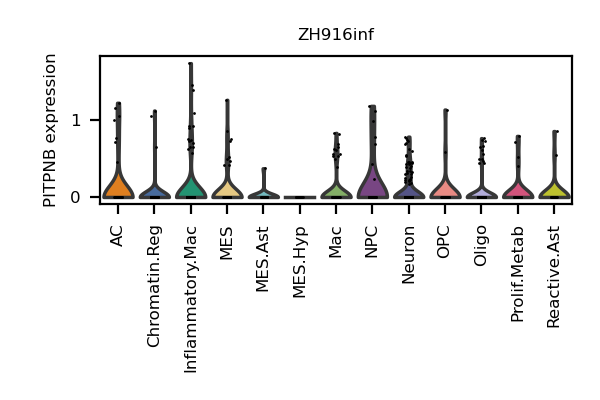 ZH916inf
PITPNB expression
1
0
AC
Chromatin.Reg
Inflammatory.Mac
MES
MES.Ast
MES.Hyp
Mac
NPC
Neuron
OPC
Oligo
Prolif.Metab
Reactive.Ast